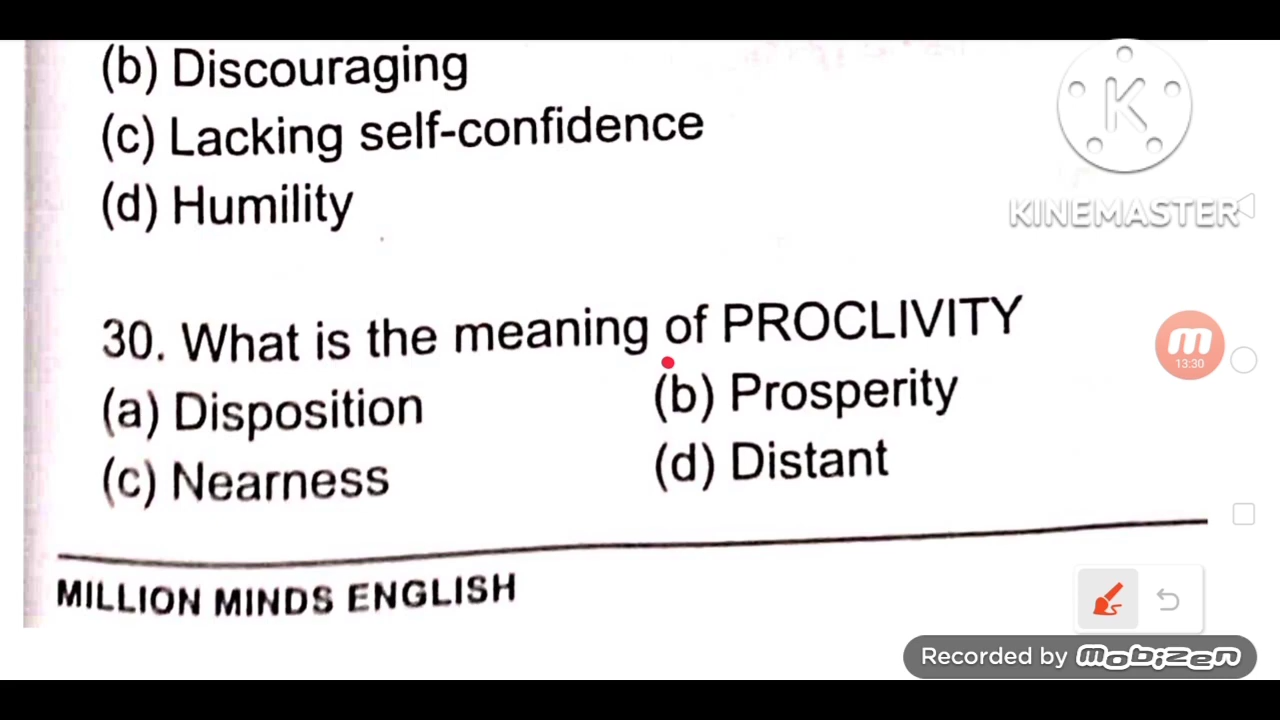 (b) Discouraging
(c) Lacking self-confidence
(d) Humility
K
KINEMASTER
30. What is the meaning of PROCLIVITY
(a) Disposition
(b) Prosperity
(c) Nearness
(d) Distant
m
13:30
MILLION MINDS ENGLISH
Recorded by mobizen